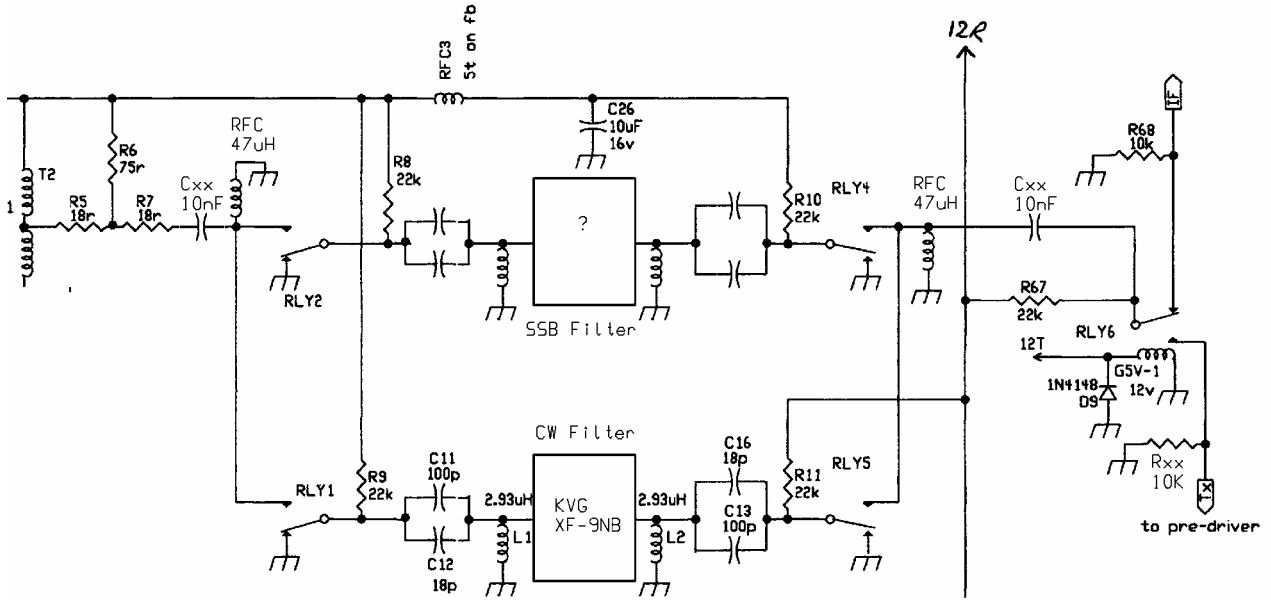 12R
RFC3
5t on fb
IF
C26
10uF
16v
R68
10k
RFC
47uH
R6
75r
T2
R8
22k
Cxx
10nF
1
R5
18r
R7
18r
?
R10
22k
RLY4
RFC
47uH
Cxx
10nF
RLY2
SSB Filter
R67
22k
RLY6
12T
G5V-1
12v
1N4148
D9
CW Filter
C16
18p
C11
100p
R9
22k
RLY1
2.93uH
KVG
XF-9NB
2.93uH
R11
22k
RLY5
C13
100p
L1
L2
C12
18p
Rxx
10K
Tx
to pre-driver